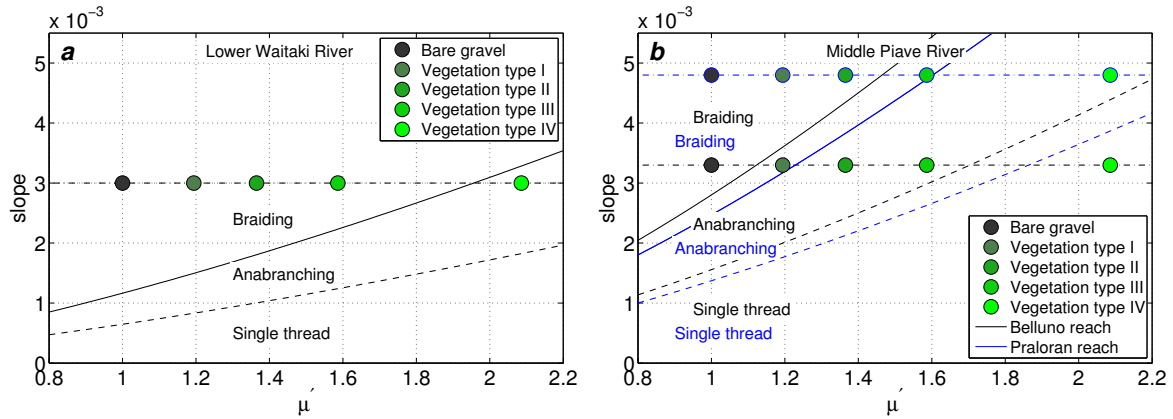 x 10⁻³
a
Lower Waitaki River
Bare gravel
Vegetation type I
Vegetation type II
Vegetation type III
Vegetation type IV
5
4
3
2
1
0
slope
Braiding
Anabranching
Single thread
0.8 1 1.2 1.4 1.6 1.8 2 2.2
μ′
x 10⁻³
b
Middle Piave River
5
4
3
2
1
0
slope
Braiding
Braiding
Anabranching
Anabranching
Single thread
Single thread
Bare gravel
Vegetation type I
Vegetation type II
Vegetation type III
Vegetation type IV
Belluno reach
Praloran reach
0.8 1 1.2 1.4 1.6 1.8 2 2.2
μ′